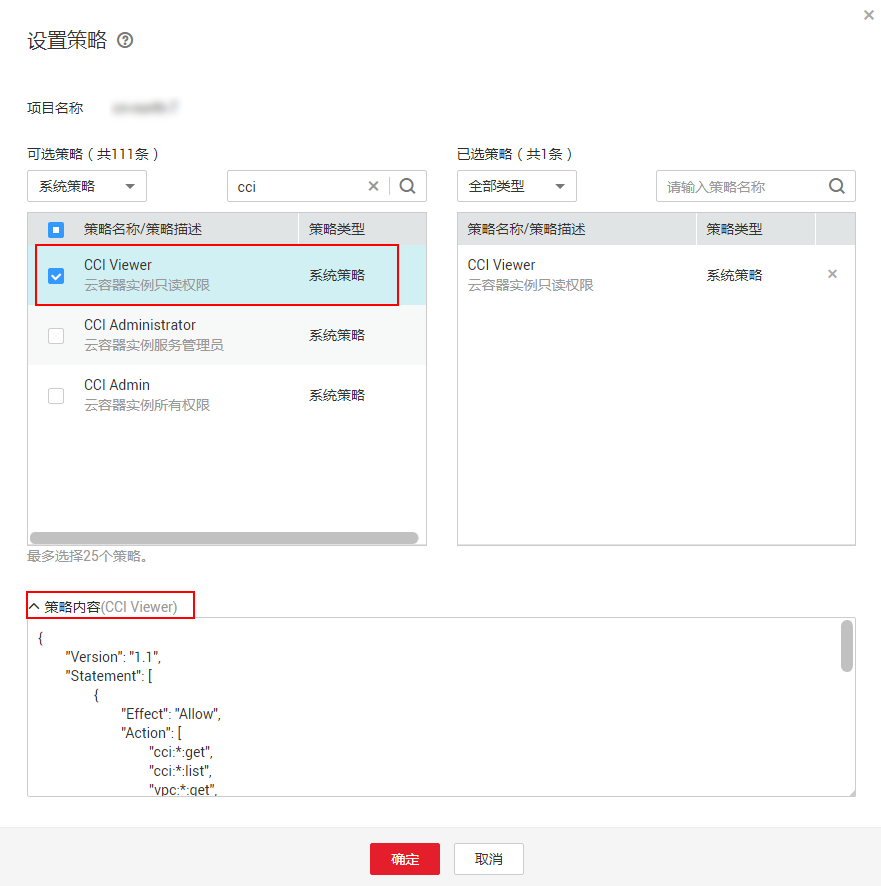 设置策略
项目名称
可选策略（共111条）
系统策略
cci
策略名称/策略描述 策略类型
CCI Viewer
云容器实例只读权限
系统策略
CCI Administrator
云容器实例服务管理员
系统策略
CCI Admin
云容器实例所有权限
系统策略
最多选择25个策略。
已选策略（共1条）
全部类型
请输入策略名称
策略名称/策略描述 策略类型
CCI Viewer
云容器实例只读权限
系统策略
策略内容(CCI Viewer)
{
"Version": "1.1",
"Statement": [
{
"Effect": "Allow",
"Action": [
"cci:*:get",
"cci:*:list",
"vpc:*:get",
确定 取消